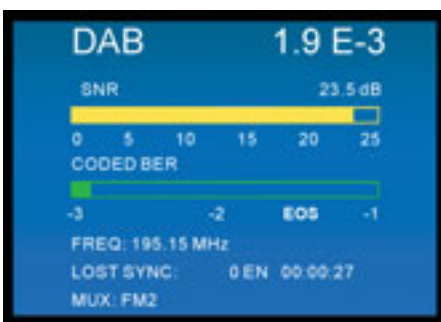 DAB 1.9 E-3
SNR 23.5 dB
0 5 10 15 20 25
CODED BER
-3 -2 EOS -1
FREQ: 195.15 MHz
LOST SYNC: 0 EN 00:00:27
MUX: FM2